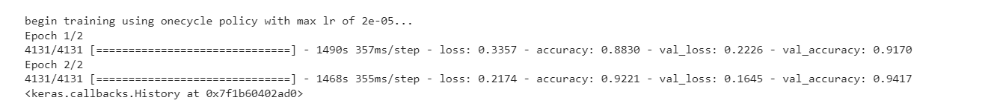 begin training using onecycle policy with max lr of 2e-05...
Epoch 1/2
4131/4131 [==============================] - 1490s 357ms/step - loss: 0.3357 - accuracy: 0.8830 - val_loss: 0.2226 - val_accuracy: 0.9170
Epoch 2/2
4131/4131 [==============================] - 1468s 355ms/step - loss: 0.2174 - accuracy: 0.9221 - val_loss: 0.1645 - val_accuracy: 0.9417
<keras.callbacks.History at 0x7f1b60402ad0>